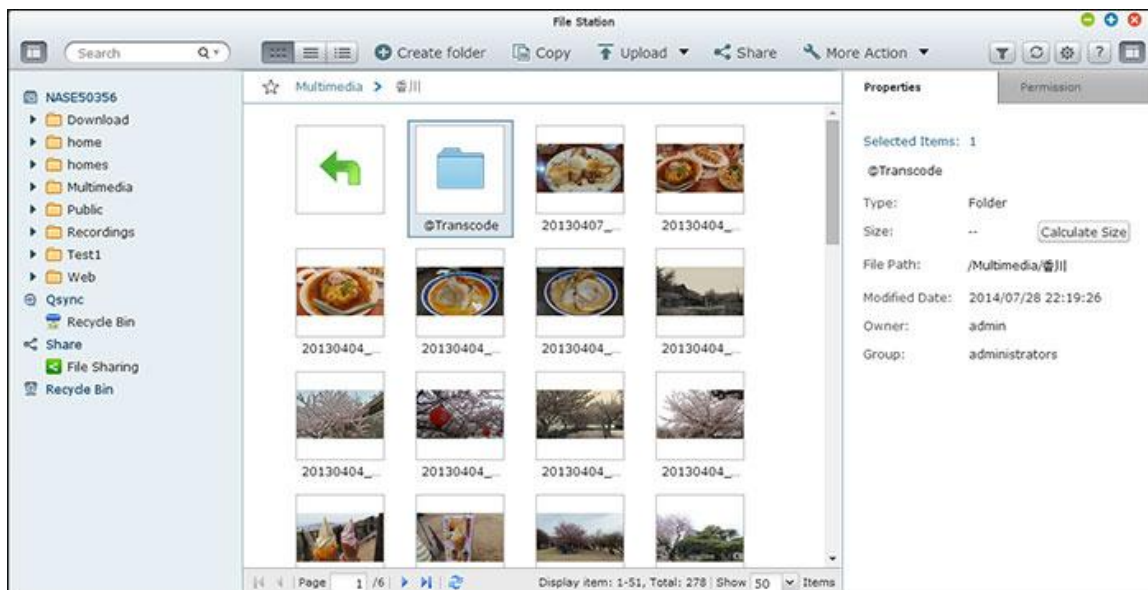 File Station
Search
Create folder
Copy
Upload
Share
More Action
?
NASE50356
Download
home
homes
Multimedia
Public
Recordings
Test1
Web
Qsync
Recycle Bin
Share
File Sharing
Recycle Bin
Multimedia > 香川
@Transcode
20130407_...
20130404_...
20130404_...
20130404_...
20130404_...
20130404_...
20130404_...
20130404_...
20130404_...
20130404_...
Page 1 /6
Display item: 1-51, Total: 278 Show 50 Items
Properties
Permission
Selected Items: 1
@Transcode
Type: Folder
Size: -- Calculate Size
File Path: /Multimedia/香川
Modified Date: 2014/07/28 22:19:26
Owner: admin
Group: administrators